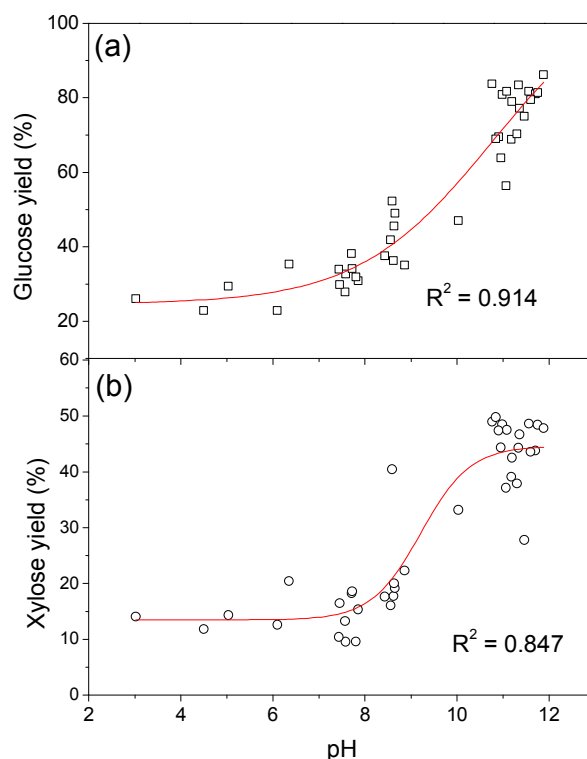 (a)
100
80
60
40
20
Glucose yield (%)
R² = 0.914
(b)
60
50
40
30
20
10
0
Xylose yield (%)
R² = 0.847
2 4 6 8 10 12
pH